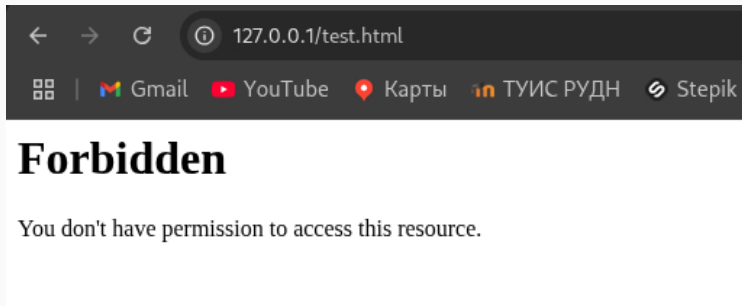 127.0.0.1/test.html
Gmail YouTube Карты ТУИС РУДН Stepik
Forbidden
You don't have permission to access this resource.